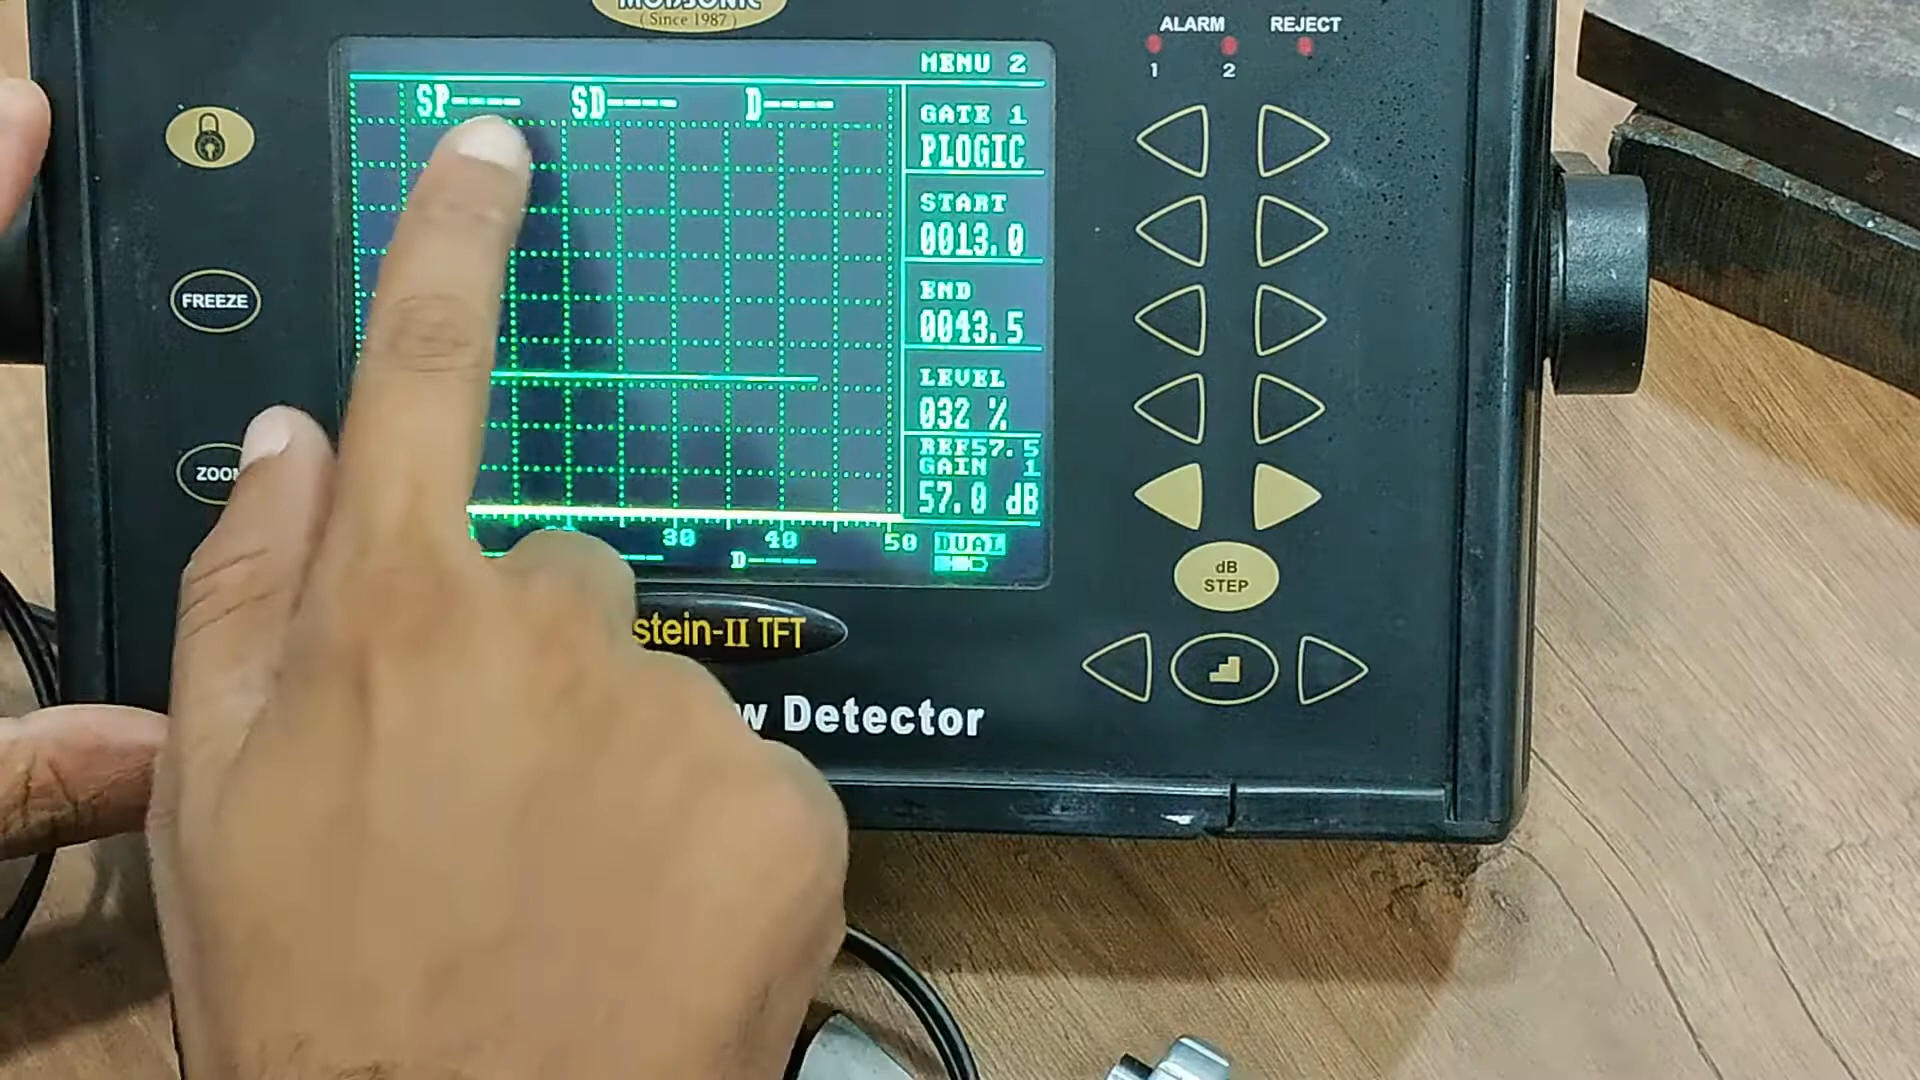 MODSONIC
( Since 1987 )
ALARM
REJECT
1
2
MENU 2
SP----
SD----
D----
GATE 1
PLOGIC
START
0013.0
END
0043.5
LEVEL
032 %
REF57.5
GAIN 1
57.0 dB
30
40
50
DUAL
D----
FREEZE
ZOOM
dB
STEP
stein-II TFT
w Detector